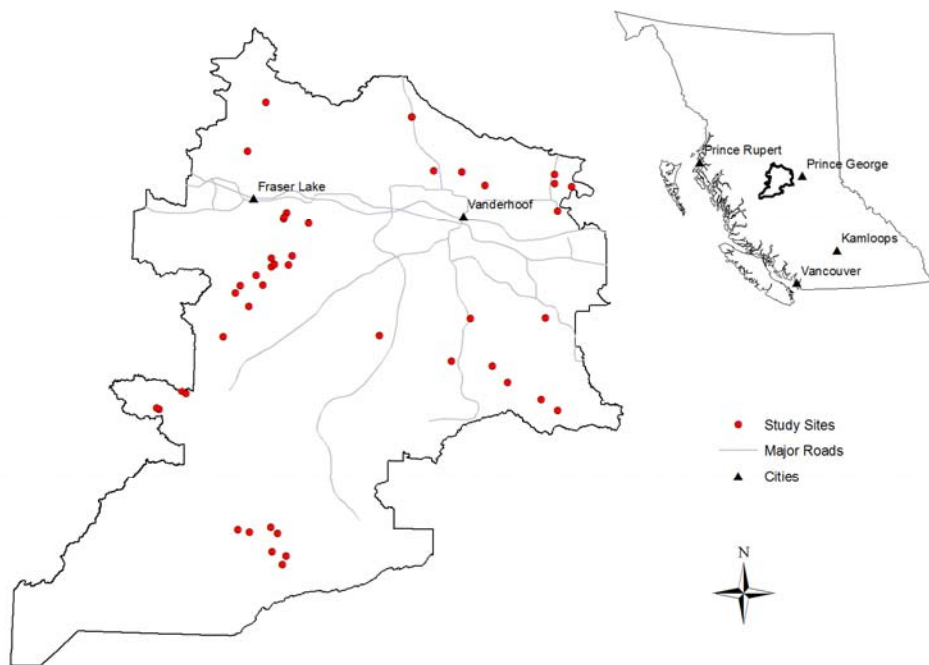 Prince Rupert
Prince George
Fraser Lake
Vanderhoof
Kamloops
Vancouver
Study Sites
Major Roads
Cities
N